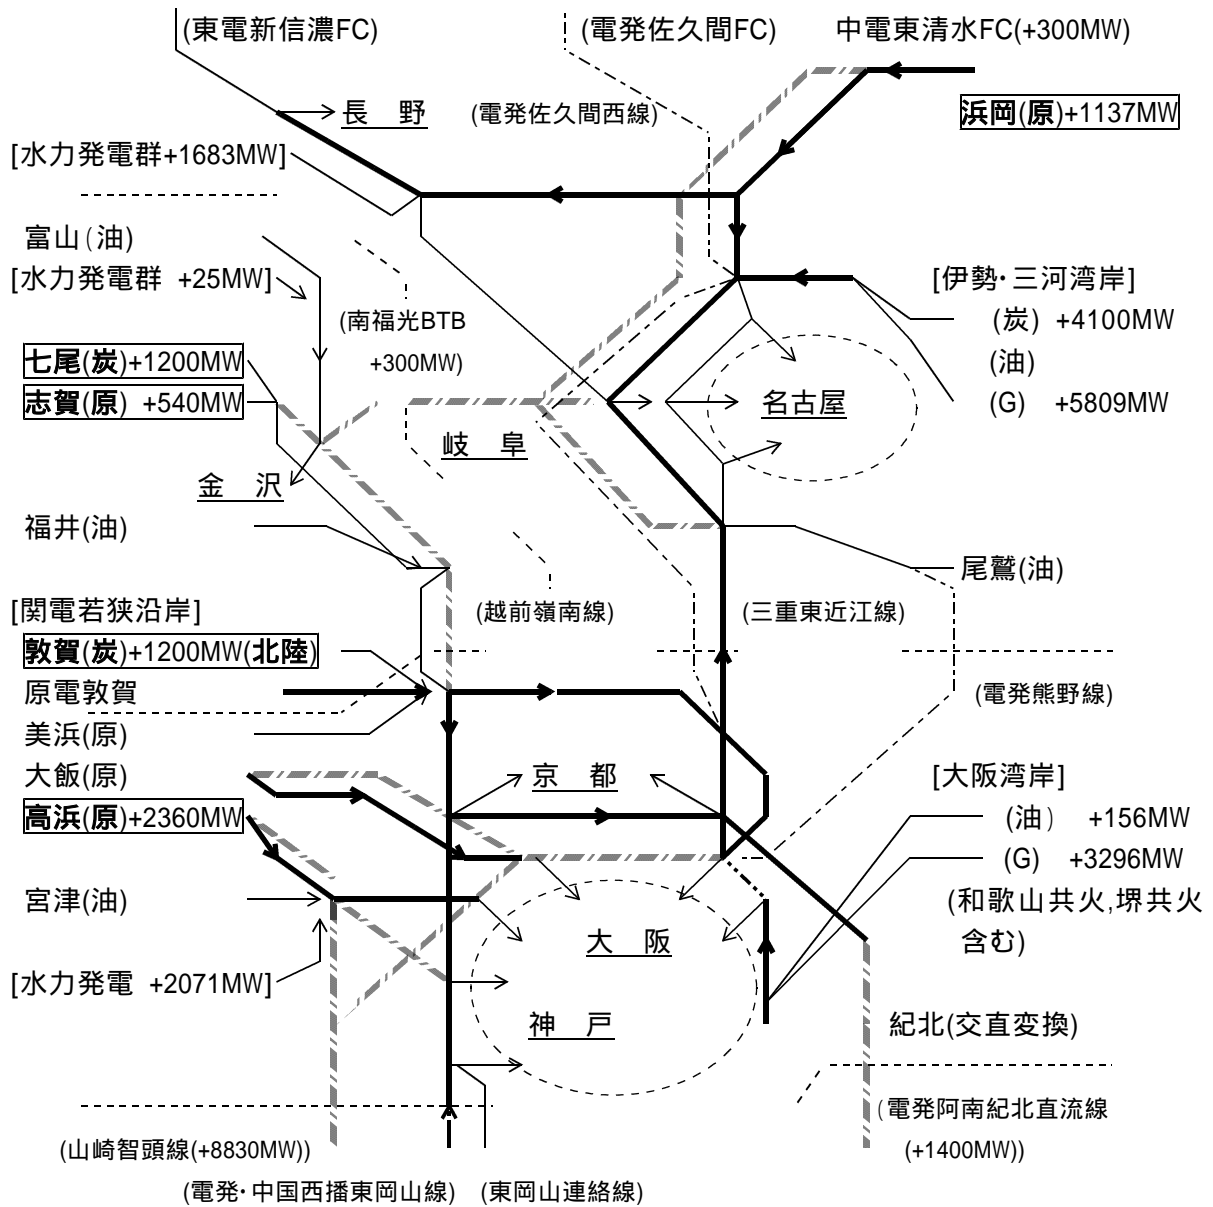 (東電新信濃FC)
(電発佐久間FC)
中電東清水FC(+300MW)
長　野
(電発佐久間西線)
浜岡(原)+1137MW
[水力発電群+1683MW]
富山(油)
[水力発電群 +25MW]
(南福光BTB
+300MW)
[伊勢･三河湾岸]
(炭) +4100MW
(油)
(G) +5809MW
七尾(炭)+1200MW
志賀(原) +540MW
名古屋
岐　阜
金　沢
福井(油)
尾鷲(油)
[関電若狭沿岸]
(越前嶺南線)
(三重東近江線)
敦賀(炭)+1200MW(北陸)
原電敦賀
(電発熊野線)
美浜(原)
大飯(原)
京　都
[大阪湾岸]
高浜(原)+2360MW
(油) +156MW
(G) +3296MW
宮津(油)
(和歌山共火,堺共火
含む)
大　阪
[水力発電 +2071MW]
神　戸
紀北(交直変換)
(電発阿南紀北直流線
(+1400MW))
(山崎智頭線(+8830MW))
(電発･中国西播東岡山線)
(東岡山連絡線)